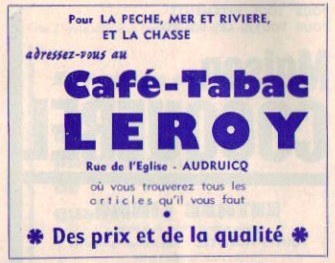 Pour LA PECHE, MER ET RIVIERE,
ET LA CHASSE
adressez-vous au
Café-Tabac
LEROY
Rue de l'Eglise - AUDRUICQ
où vous trouverez tous les
articles qu'il vous faut
Des prix et de la qualité